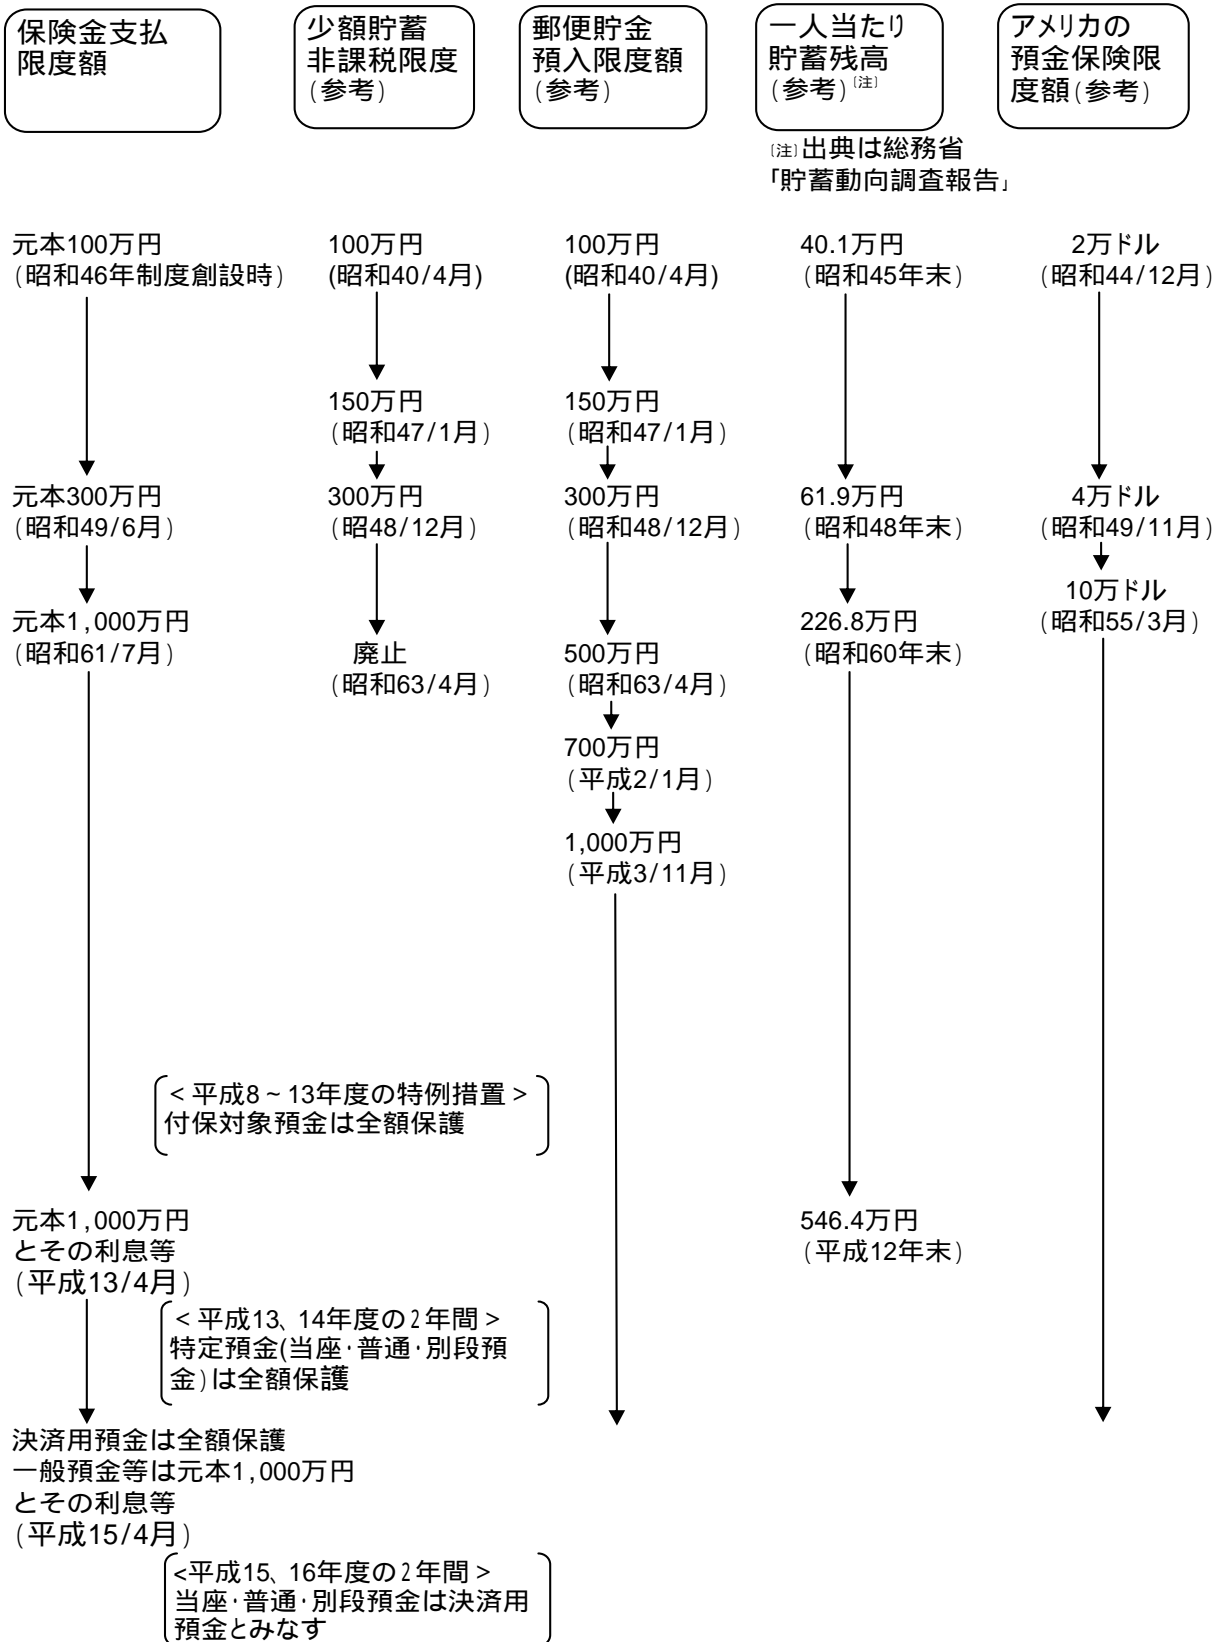 保険金支払
限度額
少額貯蓄
非課税限度
(参考)
郵便貯金
預入限度額
(参考)
一人当たり
貯蓄残高
(参考)[注]
アメリカの
預金保険限
度額(参考)
[注]出典は総務省
「貯蓄動向調査報告」
元本100万円
(昭和46年制度創設時)
100万円
(昭和40/4月)
100万円
(昭和40/4月)
40.1万円
(昭和45年末)
2万ドル
(昭和44/12月)
150万円
(昭和47/1月)
150万円
(昭和47/1月)
元本300万円
(昭和49/6月)
300万円
(昭48/12月)
300万円
(昭和48/12月)
61.9万円
(昭和48年末)
4万ドル
(昭和49/11月)
10万ドル
(昭和55/3月)
元本1,000万円
(昭和61/7月)
廃止
(昭和63/4月)
500万円
(昭和63/4月)
226.8万円
(昭和60年末)
700万円
(平成2/1月)
1,000万円
(平成3/11月)
<平成8~13年度の特例措置>
付保対象預金は全額保護
元本1,000万円
とその利息等
(平成13/4月)
546.4万円
(平成12年末)
<平成13、14年度の2年間>
特定預金(当座・普通・別段預
金)は全額保護
決済用預金は全額保護
一般預金等は元本1,000万円
とその利息等
(平成15/4月)
<平成15、16年度の2年間>
当座・普通・別段預金は決済用
預金とみなす